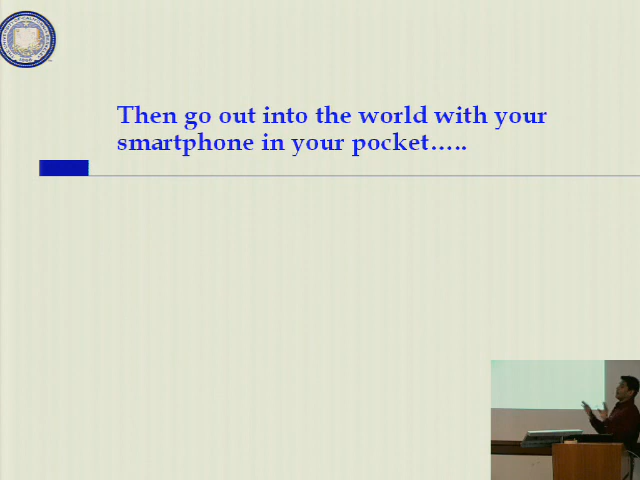 Then go out into the world with your
smartphone in your pocket…..